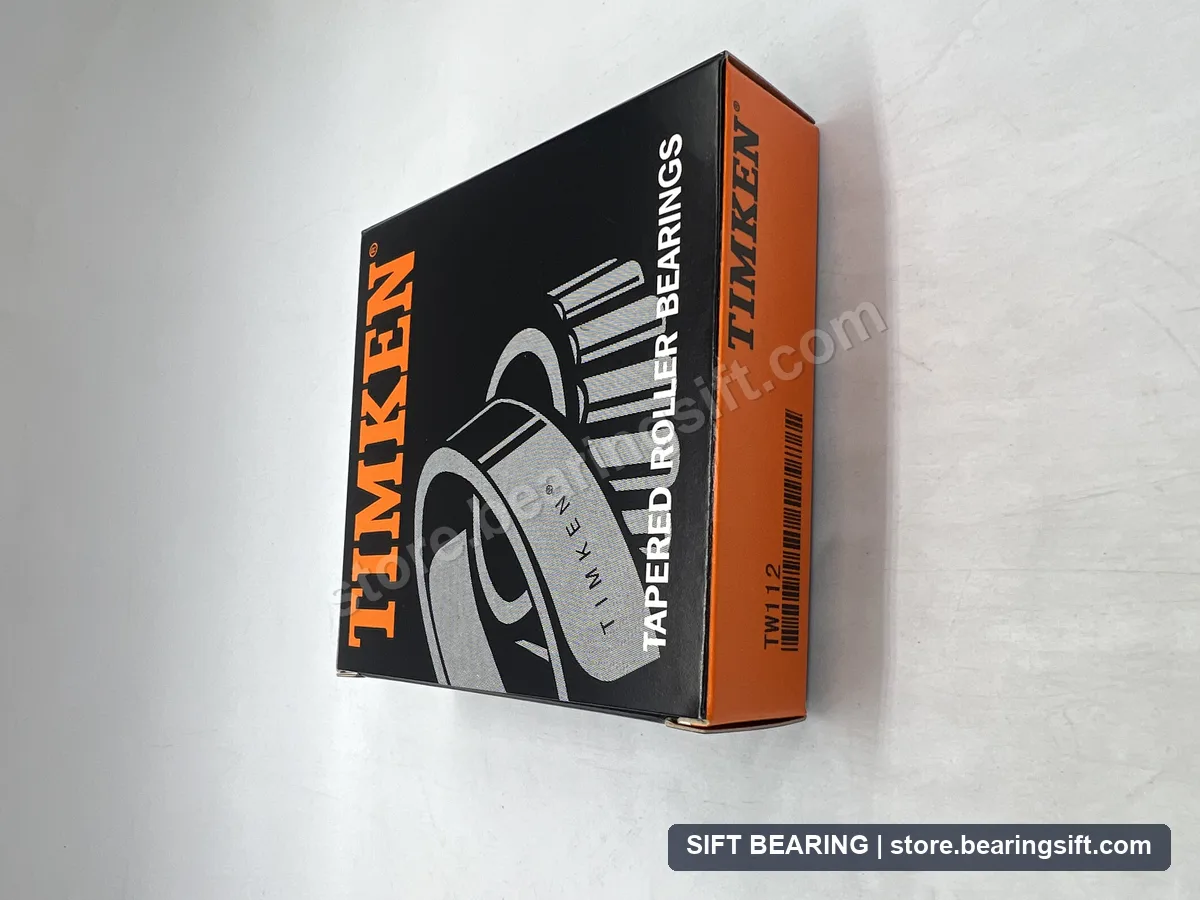 TIMKEN®
TIMKEN®
TAPERED ROLLER BEARINGS
TIMKEN®
TW112
store.bearingsift.com
SIFT BEARING | store.bearingsift.com